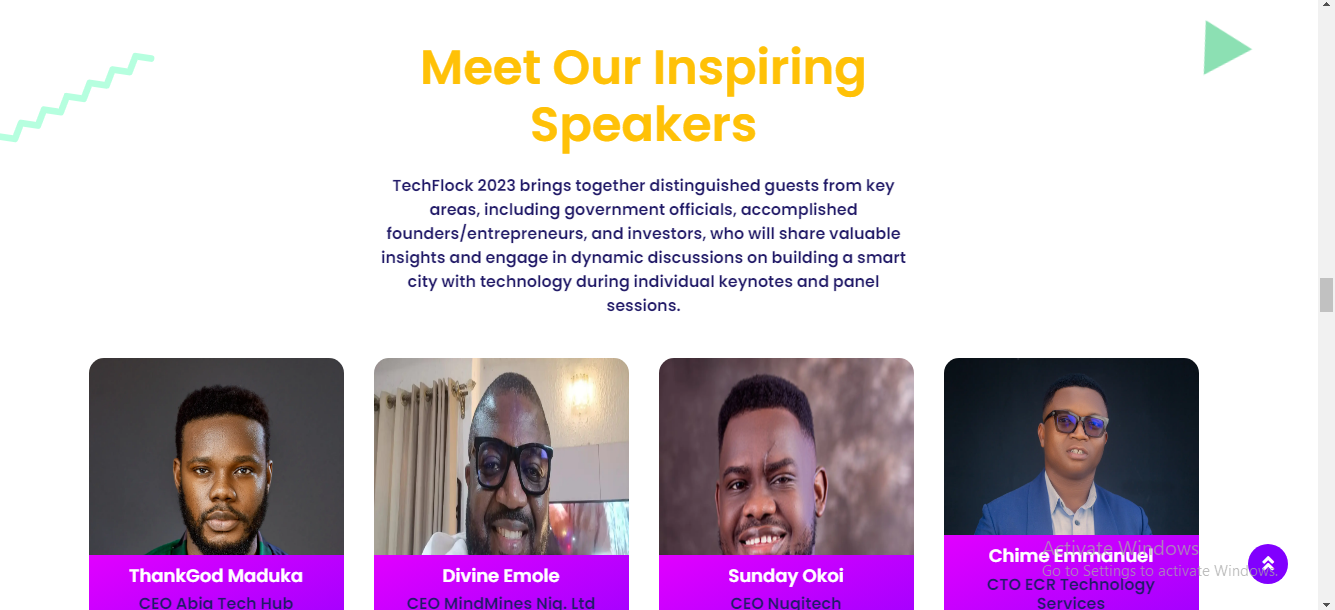 Meet Our Inspiring
Speakers
TechFlock 2023 brings together distinguished guests from key
areas, including government officials, accomplished
founders/entrepreneurs, and investors, who will share valuable
insights and engage in dynamic discussions on building a smart
city with technology during individual keynotes and panel
sessions.
ThankGod Maduka
CEO Abia Tech Hub
Divine Emole
CEO MindMines Nig. Ltd
Sunday Okoi
CEO Nugitech
Chime Emmanuel
CTO ECR Technology
Services
Activate Windows
Go to Settings to activate Windows.